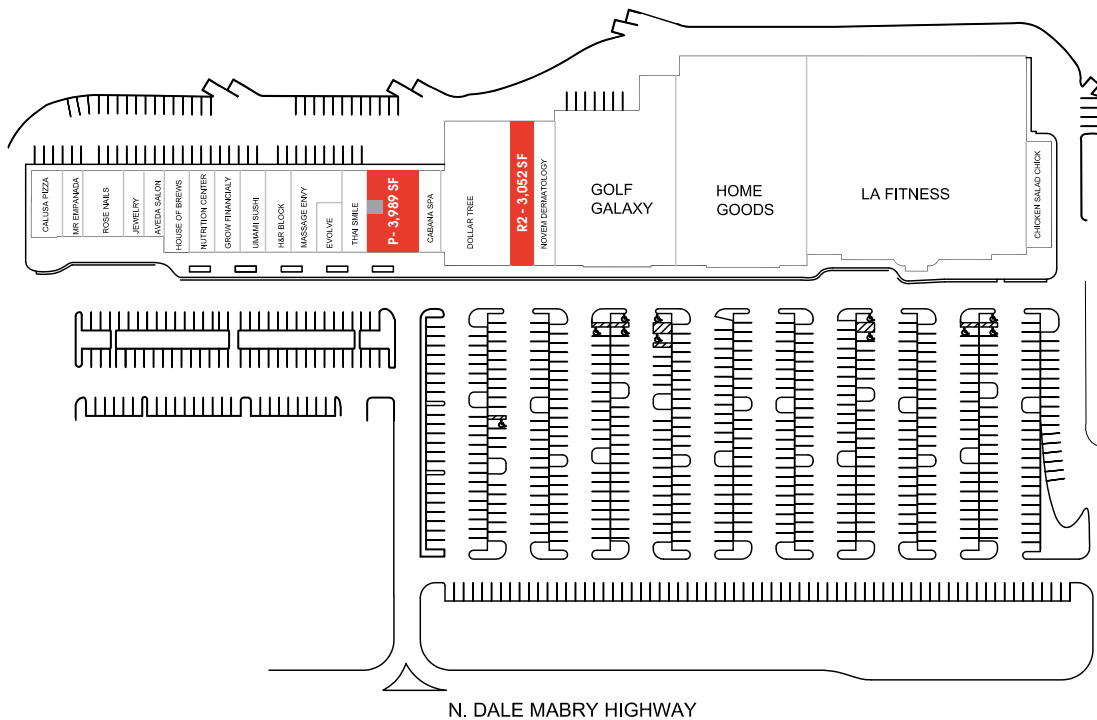 CALUSA PIZZA
MR EMPANADA
ROSE NAILS
JEWELRY
AVEDA SALON
HOUSE OF BREWS
NUTRITION CENTER
GROW FINANCIALY
UMAMI SUSHI
H&R BLOCK
MASSAGE ENVY
EVOLVE
THAI SMILE
P- 3,989 SF
CABANA SPA
DOLLAR TREE
R2 - 3,052 SF
NOVEM DERMATOLOGY
GOLF
GALAXY
HOME
GOODS
LA FITNESS
CHICKEN SALAD CHICK
N. DALE MABRY HIGHWAY